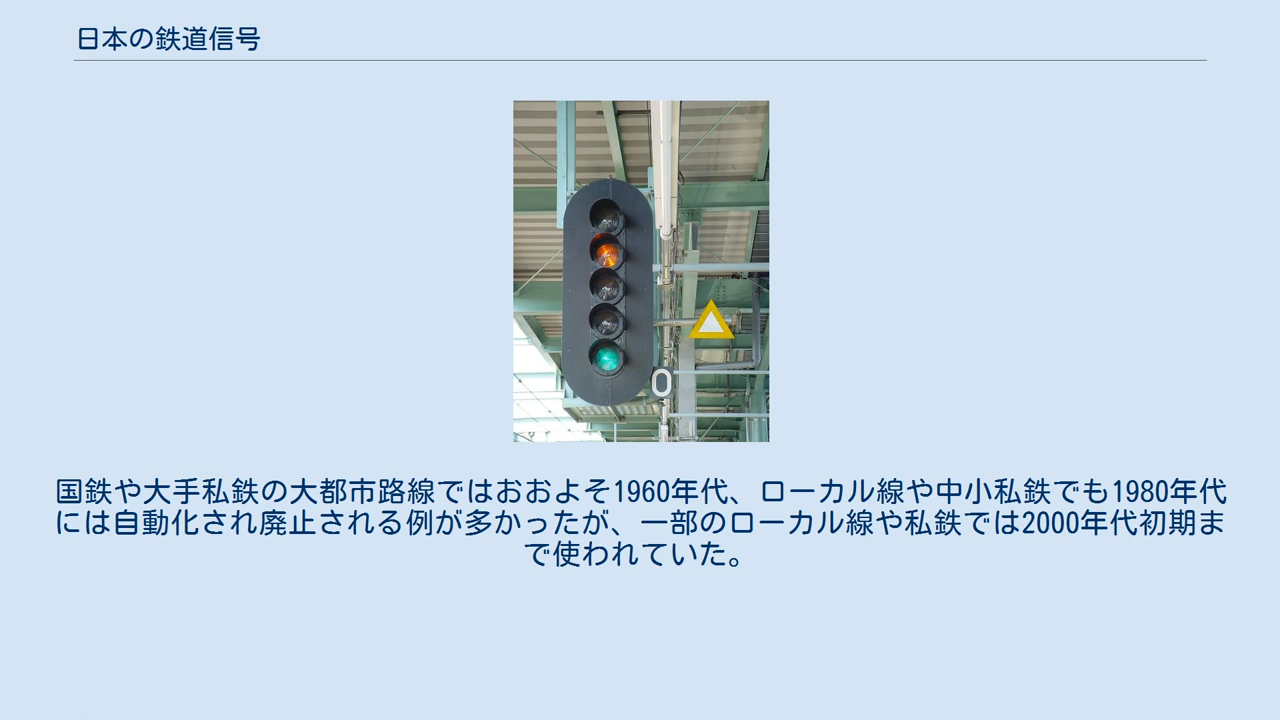 日本の鉄道信号
0
国鉄や大手私鉄の大都市路線ではおおよそ1960年代、ローカル線や中小私鉄でも1980年代
には自動化され廃止される例が多かったが、一部のローカル線や私鉄では2000年代初期ま
で使われていた。